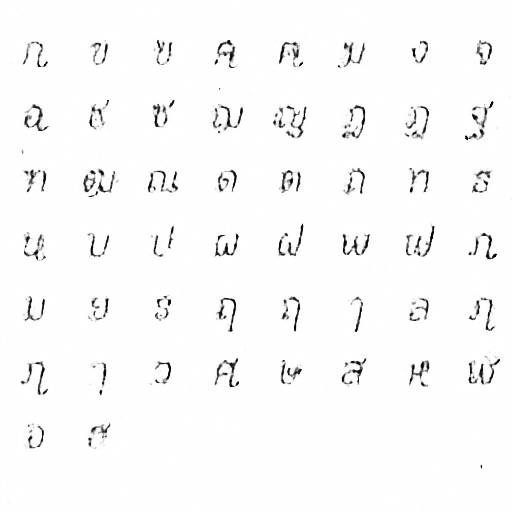 ก ข ฃ ค ฅ ฆ ง จ
ฉ ช ซ ฌ ญ ฎ ฏ ฐ
ฑ ฒ ณ ด ต ถ ท ธ
น บ ป ผ ฝ พ ฟ ภ
ม ย ร ฤ ฤ ๅ ล ฦ
ฦ ว ศ ษ ส ห ฬ
อ ฮ